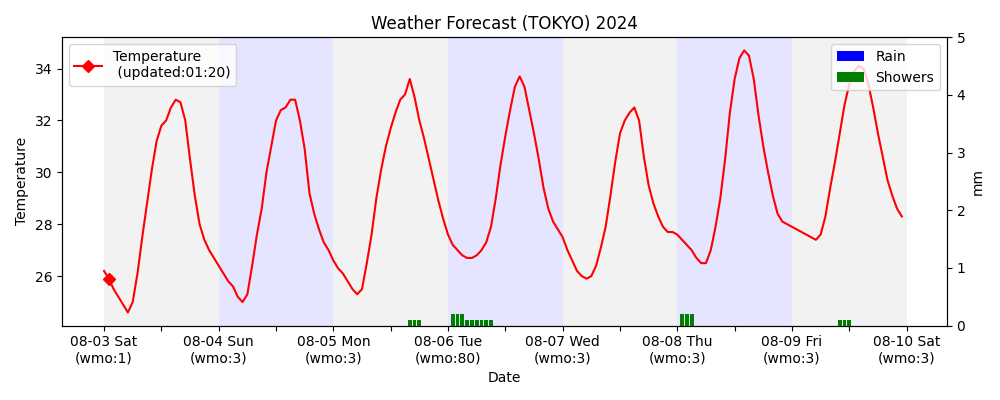 Weather Forecast (TOKYO) 2024
Temperature
(updated:01:20)
Rain
Showers
Temperature
34
32
30
28
26
5
4
3
2
1
0
mm
08-03 Sat
(wmo:1)
08-04 Sun
(wmo:3)
08-05 Mon
(wmo:3)
08-06 Tue
(wmo:80)
08-07 Wed
(wmo:3)
08-08 Thu
(wmo:3)
08-09 Fri
(wmo:3)
08-10 Sat
(wmo:3)
Date